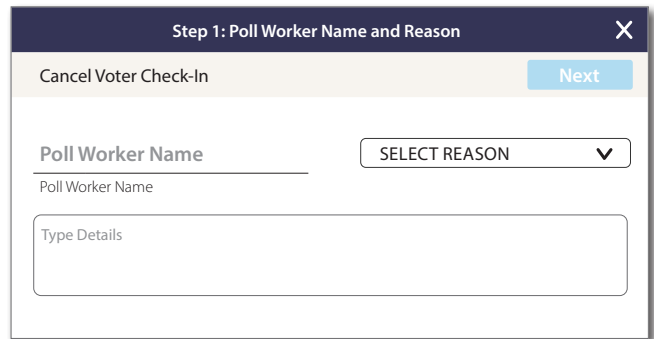 Step 1: Poll Worker Name and Reason X
Cancel Voter Check-In Next
Poll Worker Name SELECT REASON
Poll Worker Name
Type Details